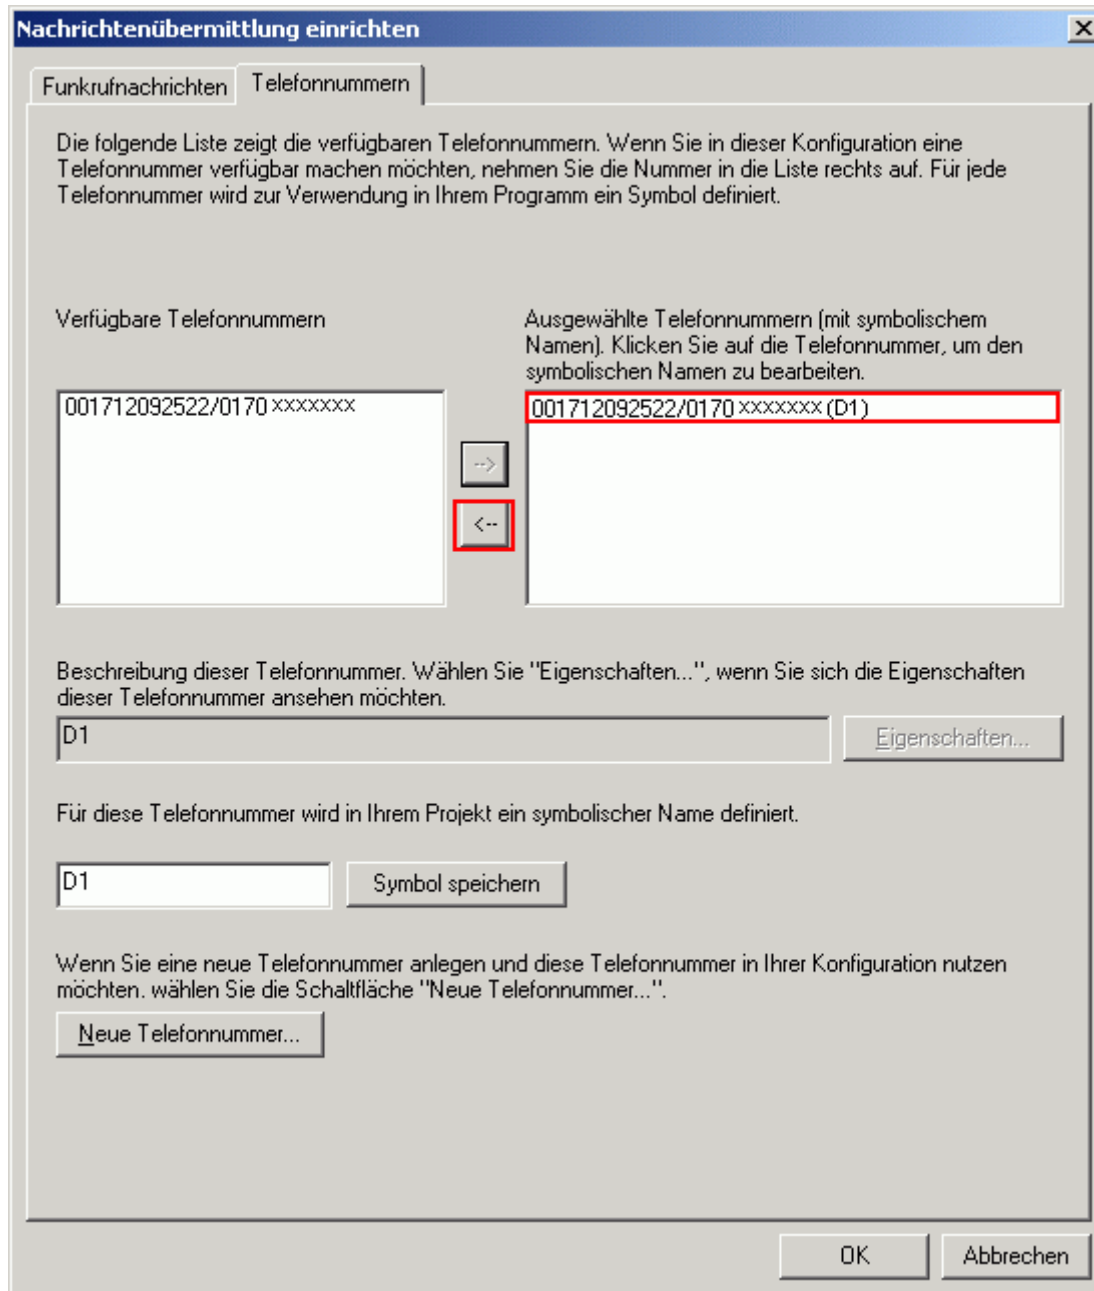 Nachrichtenübermittlung einrichten
Funkrufnachrichten
Telefonnummern
Die folgende Liste zeigt die verfügbaren Telefonnummern. Wenn Sie in dieser Konfiguration eine
Telefonnummer verfügbar machen möchten, nehmen Sie die Nummer in die Liste rechts auf. Für jede
Telefonnummer wird zur Verwendung in Ihrem Programm ein Symbol definiert.
Verfügbare Telefonnummern
Ausgewählte Telefonnummern (mit symbolischem
Namen). Klicken Sie auf die Telefonnummer, um den
symbolischen Namen zu bearbeiten.
001712092522/0170 xxxxxxx
001712092522/0170 xxxxxxx (D1)
-->
<--
Beschreibung dieser Telefonnummer. Wählen Sie "Eigenschaften...", wenn Sie sich die Eigenschaften
dieser Telefonnummer ansehen möchten.
D1
Eigenschaften...
Für diese Telefonnummer wird in Ihrem Projekt ein symbolischer Name definiert.
D1
Symbol speichern
Wenn Sie eine neue Telefonnummer anlegen und diese Telefonnummer in Ihrer Konfiguration nutzen
möchten. wählen Sie die Schaltfläche "Neue Telefonnummer...".
Neue Telefonnummer...
OK
Abbrechen